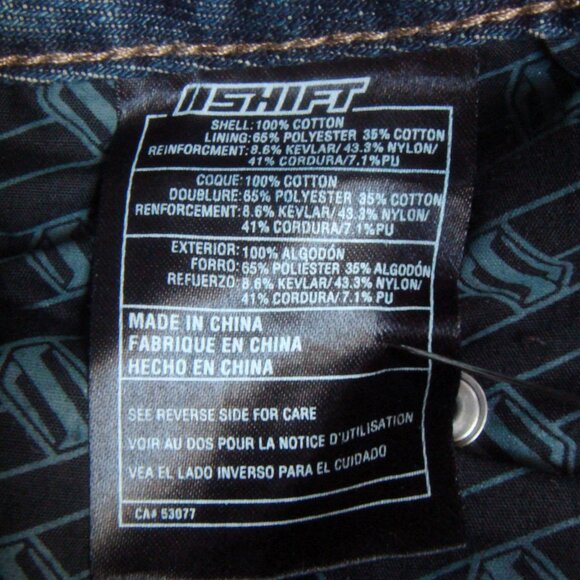 SHIFT
SHELL: 100% COTTON
LINING: 65% POLYESTER 35% COTTON
REINFORCMENT: 8.6% KEVLAR/ 43.3% NYLON/
41% CORDURA/7.1%PU
COQUE: 100% COTTON
DOUBLURE: 65% POLYESTER 35% COTTON
RENFORCEMENT: 8.6% KEVLAR/ 43.3% NYLON/
41% CORDURA/7.1%PU
EXTERIOR: 100% ALGODÓN
FORRO: 65% POLIÉSTER 35% ALGODÓN
REFUERZO: 8.6% KEVLAR/ 43.3% NYLON/
41% CORDURA/ 7.1% PU
MADE IN CHINA
FABRIQUE EN CHINA
HECHO EN CHINA
SEE REVERSE SIDE FOR CARE
VOIR AU DOS POUR LA NOTICE D'UTILISATION
VEA EL LADO INVERSO PARA EL CUIDADO
CA# 53077